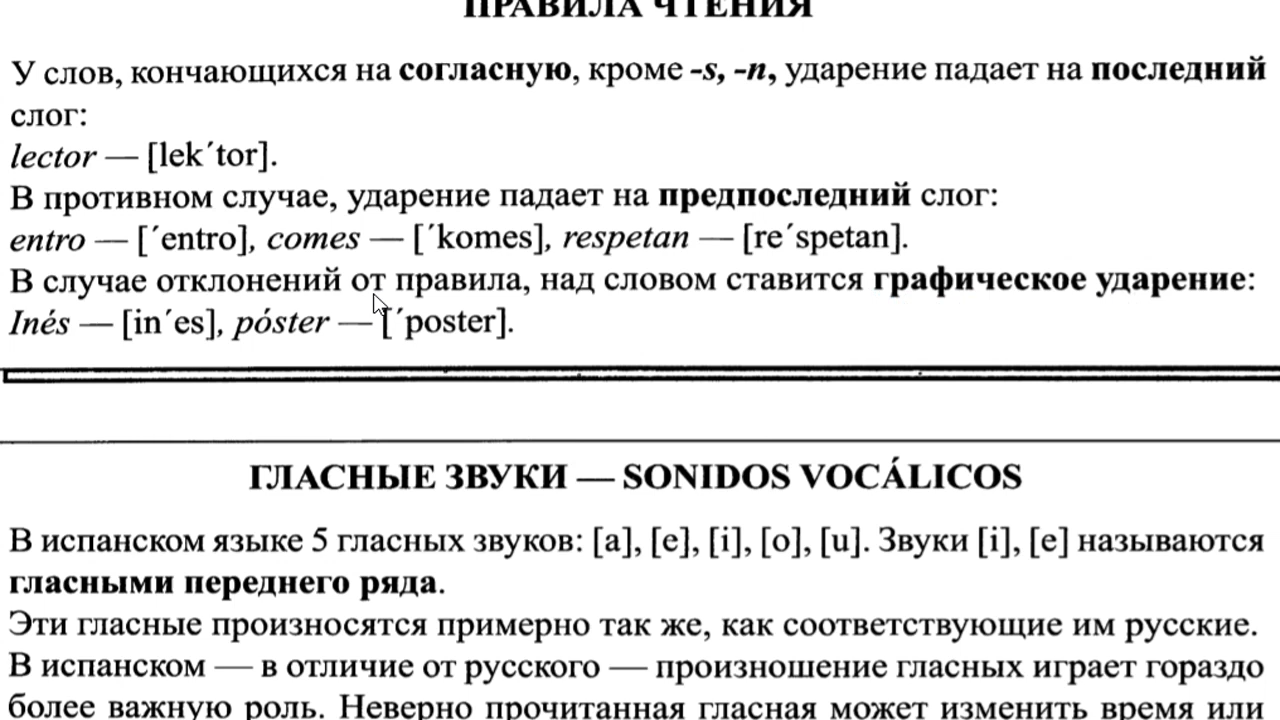 ПРАВИЛА ЧТЕНИЯ
У слов, кончающихся на согласную, кроме -s, -n, ударение падает на последний
слог:
lector — [lek´tor].
В противном случае, ударение падает на предпоследний слог:
entro — [´entro], comes — [´komes], respetan — [re´spetan].
В случае отклонений от правила, над словом ставится графическое ударение:
Inés — [in´es], póster — [´poster].
ГЛАСНЫЕ ЗВУКИ — SONIDOS VOCÁLICOS
В испанском языке 5 гласных звуков: [a], [e], [i], [o], [u]. Звуки [i], [e] называются
гласными переднего ряда.
Эти гласные произносятся примерно так же, как соответствующие им русские.
В испанском — в отличие от русского — произношение гласных играет гораздо
более важную роль. Неверно прочитанная гласная может изменить время или